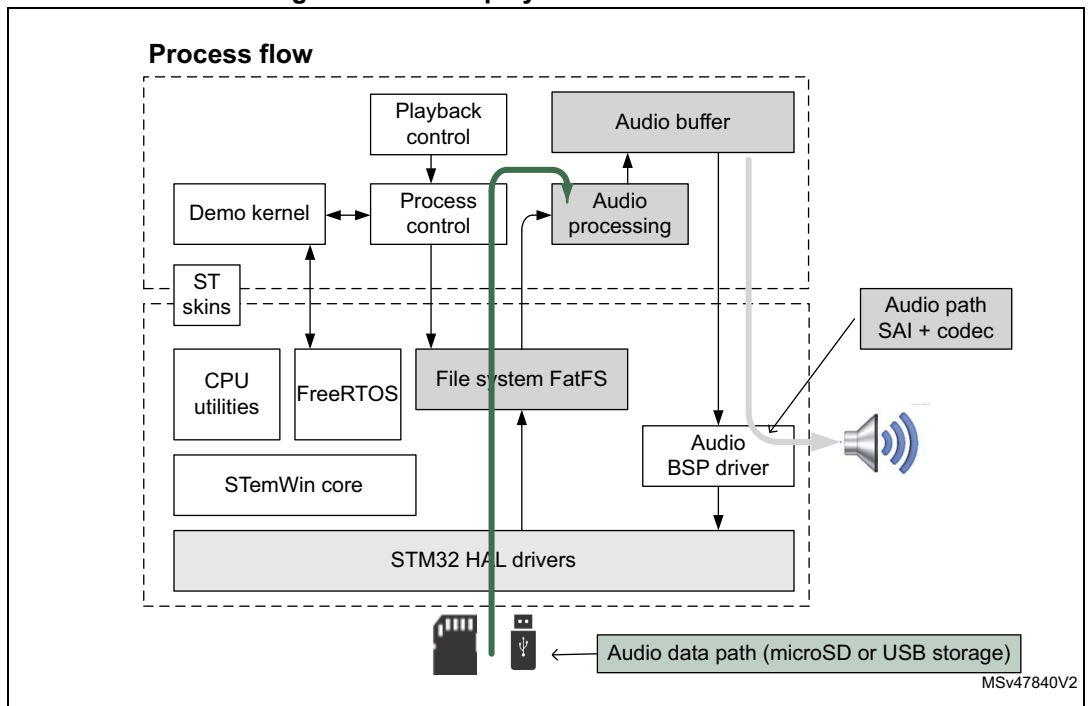 Process flow
Playback
control
Audio buffer
Demo kernel
Process
control
Audio
processing
ST
skins
Audio path
SAI + codec
CPU
utilities
FreeRTOS
File system FatFS
Audio
BSP driver
STemWin core
STM32 HAL drivers
Audio data path (microSD or USB storage)
MSv47840V2